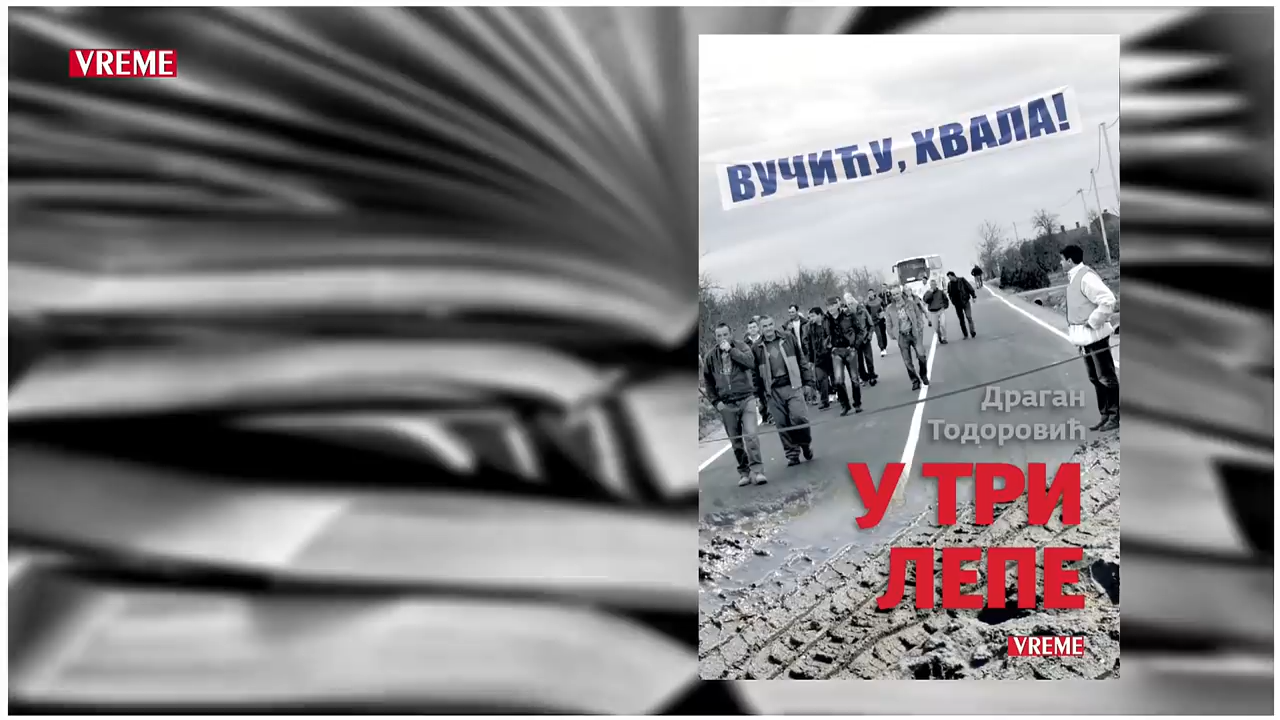 VREME
ВУЧИЋУ, ХВАЛА!
Драган
Тодоровић
У ТРИ
ЛЕПЕ
VREME